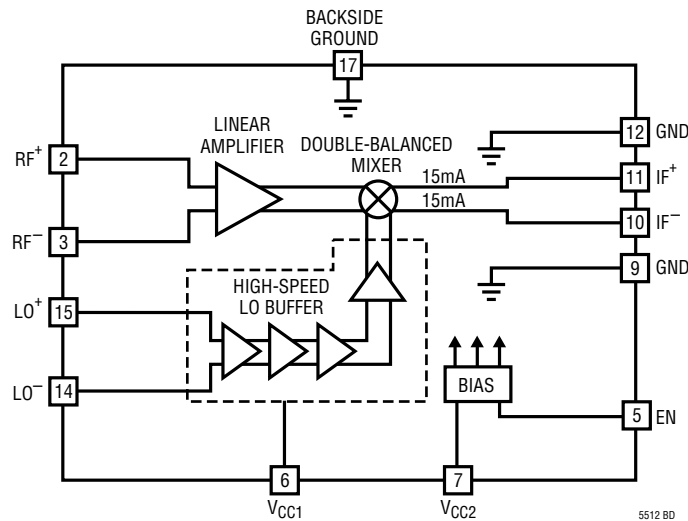 BACKSIDE
GROUND
17
LINEAR
AMPLIFIER
DOUBLE-BALANCED
MIXER
12 GND
RF+ 2
15mA
11 IF+
15mA
10 IF−
RF− 3
9 GND
HIGH-SPEED
LO BUFFER
LO+ 15
BIAS
LO− 14
5 EN
6
7
VCC1
VCC2
5512 BD